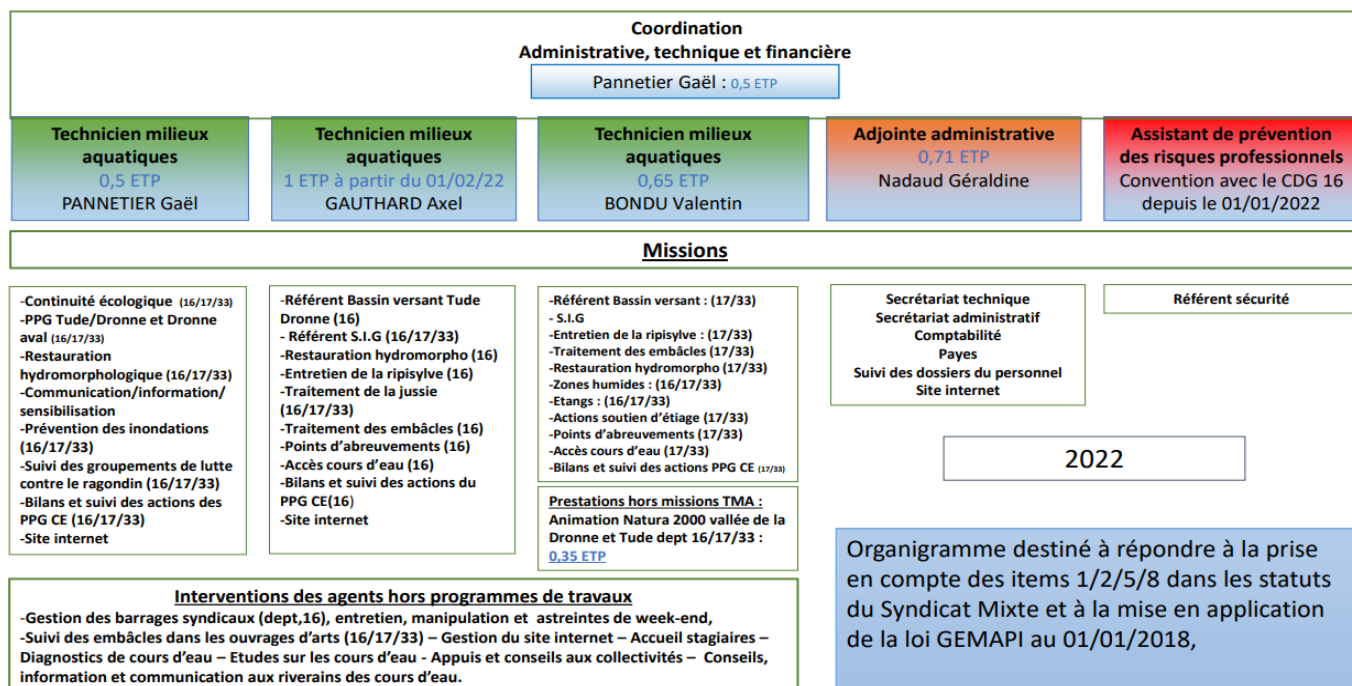 Coordination
Administrative, technique et financière
Pannetier Gaël : 0,5 ETP
Technicien milieux
aquatiques
0,5 ETP
PANNETIER Gaël
Technicien milieux
aquatiques
1 ETP à partir du 01/02/22
GAUTHARD Axel
Technicien milieux
aquatiques
0,65 ETP
BONDU Valentin
Adjointe administrative
0,71 ETP
Nadaud Géraldine
Assistant de prévention
des risques professionnels
Convention avec le CDG 16
depuis le 01/01/2022
Missions
-Continuité écologique (16/17/33)
-PPG Tude/Dronne et Dronne
aval (16/17/33)
-Restauration
hydromorphologique (16/17/33)
-Communication/information/
sensibilisation
-Prévention des inondations
(16/17/33)
-Suivi des groupements de lutte
contre le ragondin (16/17/33)
-Bilans et suivi des actions des
PPG CE (16/17/33)
-Site internet
-Référent Bassin versant Tude
Dronne (16)
- Référent S.I.G (16/17/33)
-Restauration hydromorpho (16)
-Entretien de la ripisylve (16)
-Traitement de la jussie
(16/17/33)
-Traitement des embâcles (16)
-Points d'abreuvements (16)
-Accès cours d'eau (16)
-Bilans et suivi des actions du
PPG CE(16)
-Site internet
-Référent Bassin versant : (17/33)
- S.I.G
-Entretien de la ripisylve : (17/33)
-Traitement des embâcles (17/33)
-Restauration hydromorpho (17/33)
-Zones humides : (16/17/33)
-Etangs : (16/17/33)
-Actions soutien d'étiage (17/33)
-Points d'abreuvements (17/33)
-Accès cours d'eau (17/33)
-Bilans et suivi des actions PPG CE (17/33)
Prestations hors missions TMA :
Animation Natura 2000 vallée de la
Dronne et Tude dept 16/17/33 :
0,35 ETP
Secrétariat technique
Secrétariat administratif
Comptabilité
Payes
Suivi des dossiers du personnel
Site internet
Référent sécurité
2022
Interventions des agents hors programmes de travaux
-Gestion des barrages syndicaux (dept,16), entretien, manipulation et astreintes de week-end,
-Suivi des embâcles dans les ouvrages d'arts (16/17/33) – Gestion du site internet – Accueil stagiaires –
Diagnostics de cours d'eau – Etudes sur les cours d'eau - Appuis et conseils aux collectivités – Conseils,
information et communication aux riverains des cours d'eau.
Organigramme destiné à répondre à la prise
en compte des items 1/2/5/8 dans les statuts
du Syndicat Mixte et à la mise en application
de la loi GEMAPI au 01/01/2018,